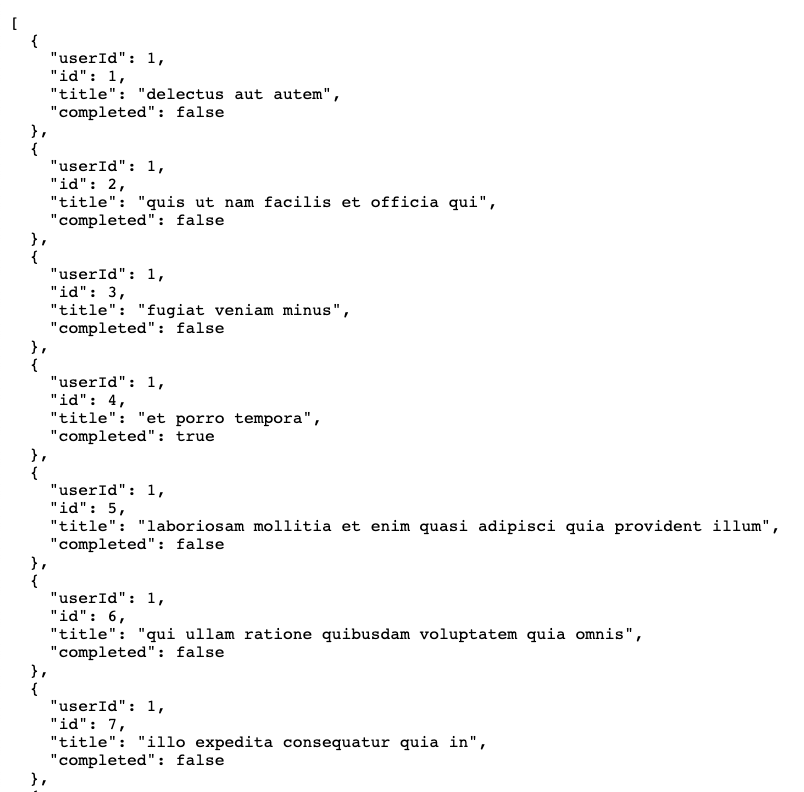 [
  {
    "userId": 1,
    "id": 1,
    "title": "delectus aut autem",
    "completed": false
  },
  {
    "userId": 1,
    "id": 2,
    "title": "quis ut nam facilis et officia qui",
    "completed": false
  },
  {
    "userId": 1,
    "id": 3,
    "title": "fugiat veniam minus",
    "completed": false
  },
  {
    "userId": 1,
    "id": 4,
    "title": "et porro tempora",
    "completed": true
  },
  {
    "userId": 1,
    "id": 5,
    "title": "laboriosam mollitia et enim quasi adipisci quia provident illum",
    "completed": false
  },
  {
    "userId": 1,
    "id": 6,
    "title": "qui ullam ratione quibusdam voluptatem quia omnis",
    "completed": false
  },
  {
    "userId": 1,
    "id": 7,
    "title": "illo expedita consequatur quia in",
    "completed": false
  },